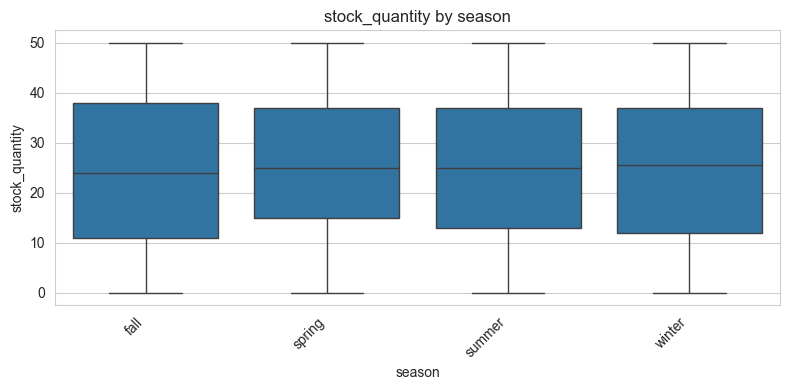 stock_quantity by season
stock_quantity
50
40
30
20
10
0
fall
spring
summer
winter
season